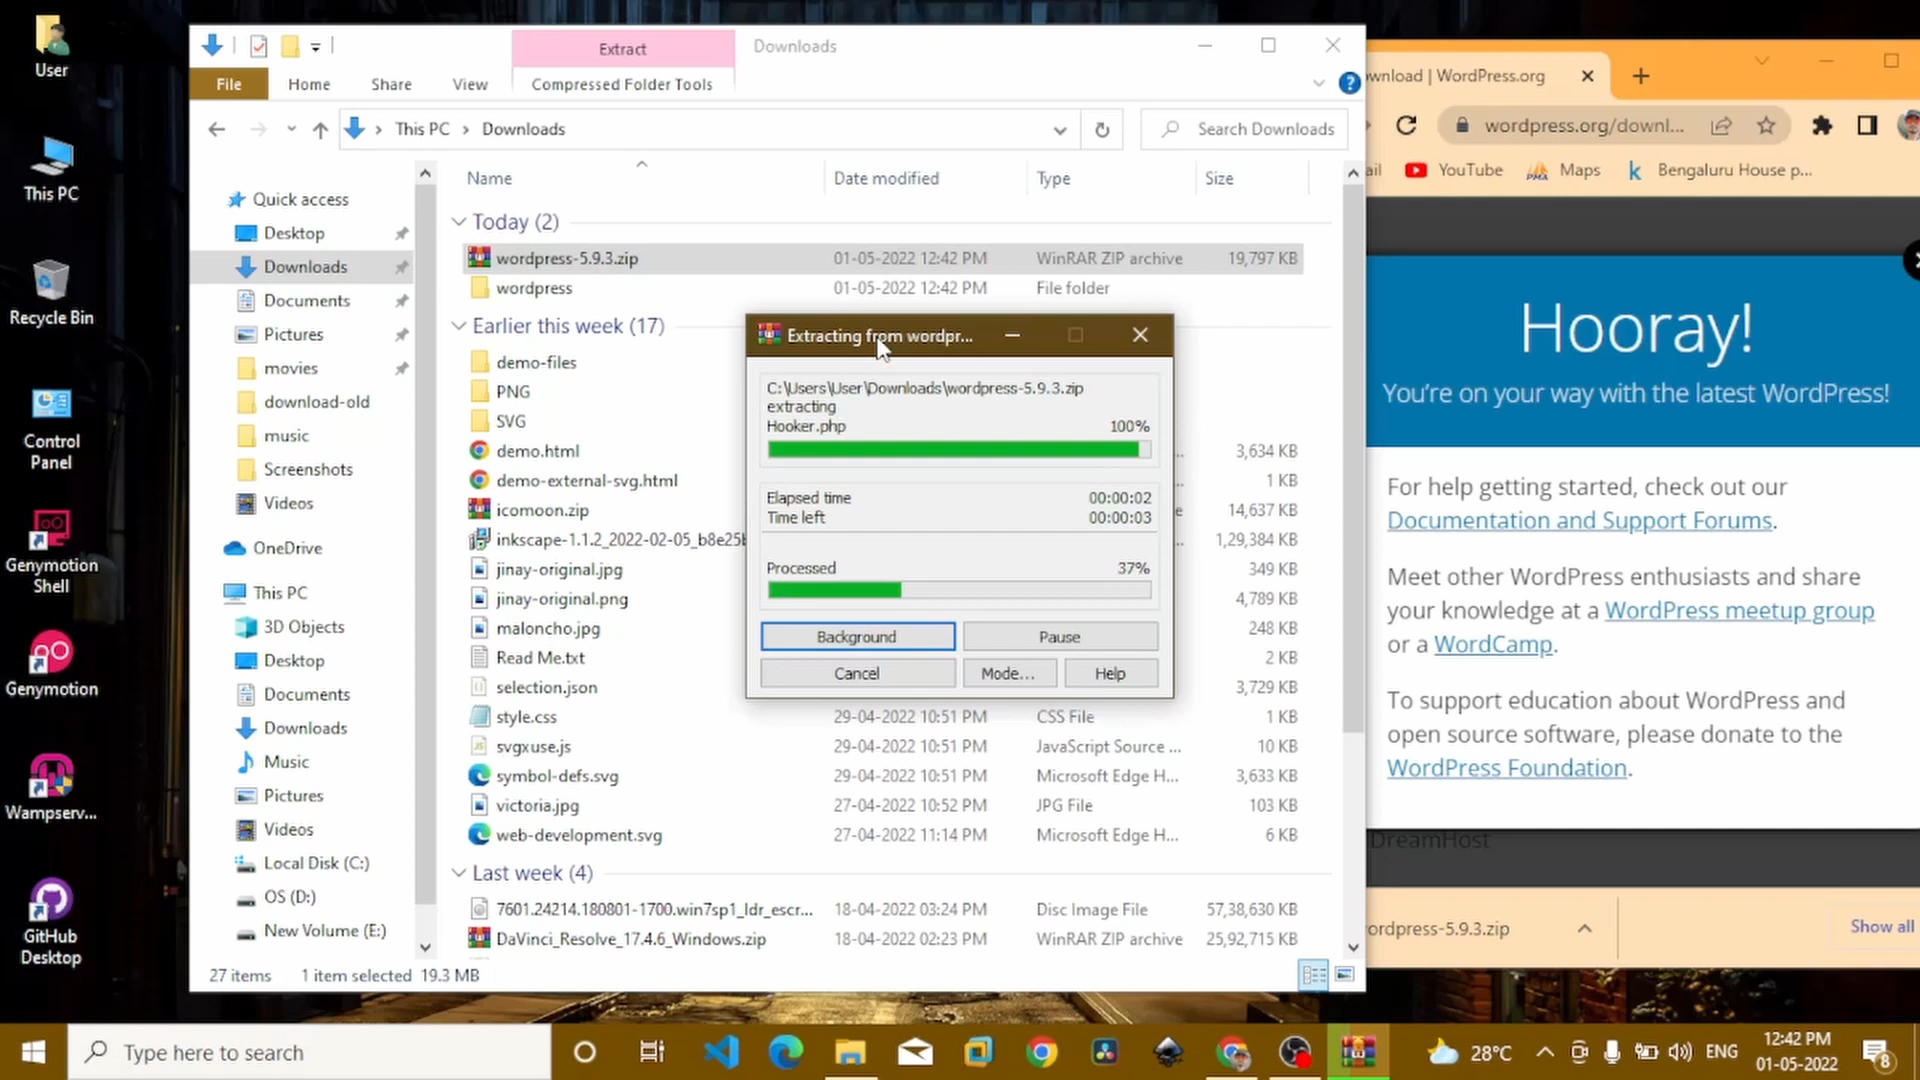 User
This PC
Recycle Bin
Control
Panel
Genymotion
Shell
Genymotion
Wampserv...
GitHub
Desktop
Extract
Downloads
File
Home
Share
View
Compressed Folder Tools
This PC
Downloads
Search Downloads
Quick access
Desktop
Downloads
Documents
Pictures
movies
download-old
music
Screenshots
Videos
OneDrive
This PC
3D Objects
Desktop
Documents
Downloads
Music
Pictures
Videos
Local Disk (C:)
OS (D:)
New Volume (E:)
Name Date modified Type Size
Today (2)
wordpress-5.9.3.zip 01-05-2022 12:42 PM WinRAR ZIP archive 19,797 KB
wordpress 01-05-2022 12:42 PM File folder
Earlier this week (17)
demo-files
PNG
SVG
demo.html 3,634 KB
demo-external-svg.html 1 KB
icomoon.zip 14,637 KB
inkscape-1.1.2_2022-02-05_b8e25b 1,29,384 KB
jinay-original.jpg 349 KB
jinay-original.png 4,789 KB
maloncho.jpg 248 KB
Read Me.txt 2 KB
selection.json 3,729 KB
style.css 29-04-2022 10:51 PM CSS File 1 KB
svgxuse.js 29-04-2022 10:51 PM JavaScript Source ... 10 KB
symbol-defs.svg 29-04-2022 10:51 PM Microsoft Edge H... 3,633 KB
victoria.jpg 27-04-2022 10:52 PM JPG File 103 KB
web-development.svg 27-04-2022 11:14 PM Microsoft Edge H... 6 KB
Last week (4)
7601.24214.180801-1700.win7sp1_ldr_escr... 18-04-2022 03:24 PM Disc Image File 57,38,630 KB
DaVinci_Resolve_17.4.6_Windows.zip 18-04-2022 02:23 PM WinRAR ZIP archive 25,92,715 KB
27 items 1 item selected 19.3 MB
Extracting from wordpr...
C:\Users\User\Downloads\wordpress-5.9.3.zip
extracting
Hooker.php 100%
Elapsed time 00:00:02
Time left 00:00:03
Processed 37%
Background
Pause
Cancel
Mode...
Help
wnload | WordPress.org
wordpress.org/downl...
ail YouTube Maps Bengaluru House p...
Hooray!
You're on your way with the latest WordPress!
For help getting started, check out our
Documentation and Support Forums.
Meet other WordPress enthusiasts and share
your knowledge at a WordPress meetup group
or a WordCamp.
To support education about WordPress and
open source software, please donate to the
WordPress Foundation.
DreamHost
ordpress-5.9.3.zip
Show all
Type here to search
28°C
ENG
12:42 PM
01-05-2022
8